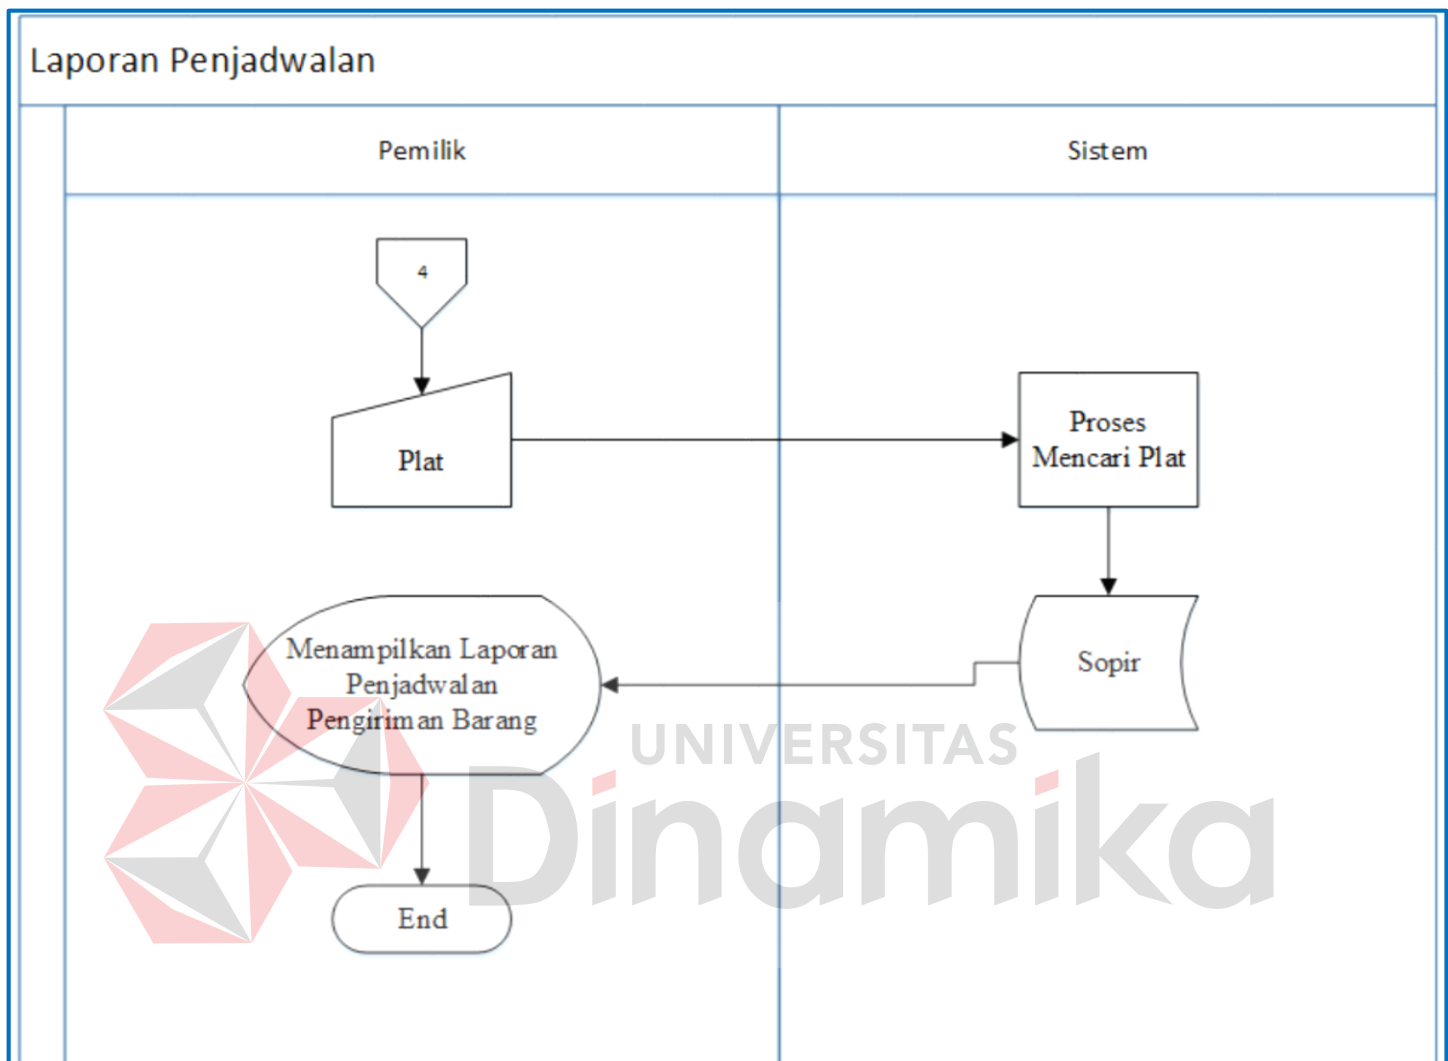 Laporan Penjadwalan
Pemilik
Sistem
4
Plat
Proses
Mencari Plat
Sopir
Menampilkan Laporan
Penjadwalan
Pengiriman Barang
End
UNIVERSITAS
Dinamika